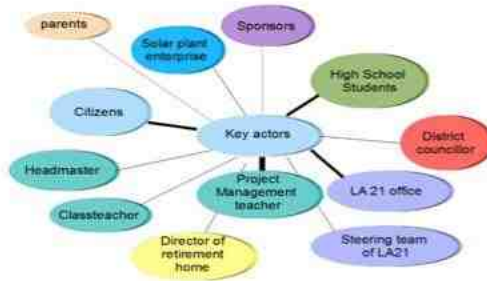 parents
Solar plant
enterprise
Sponsors
High School
Students
Citizens
Key actors
District
councillor
Headmaster
Project
Management
teacher
LA 21 office
Classteachor
Director of
retirement
home
Steering team
of LA21